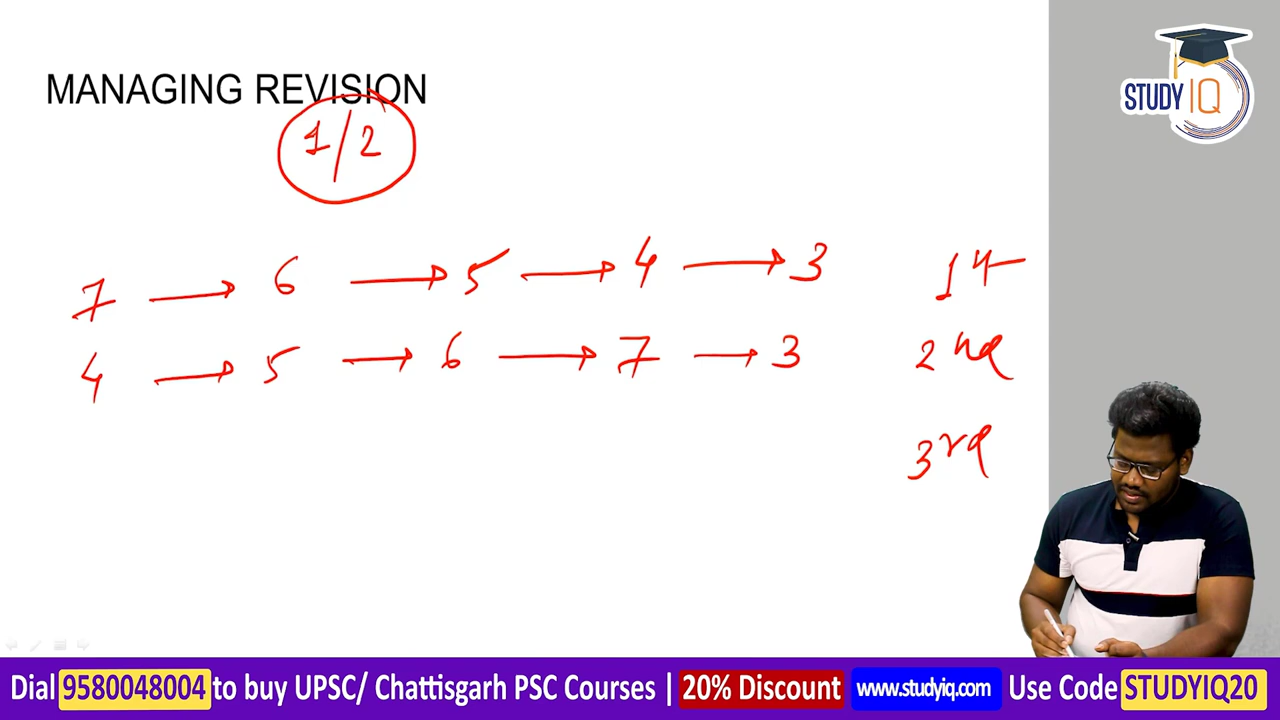 STUDY IQ
MANAGING REVISION
1/2
7 → 6 → 5 → 4 → 3 1st
4 → 5 → 6 → 7 → 3 2nd
3rd
Dial 9580048004 to buy UPSC/ Chattisgarh PSC Courses | 20% Discount www.studyiq.com Use Code STUDYIQ20